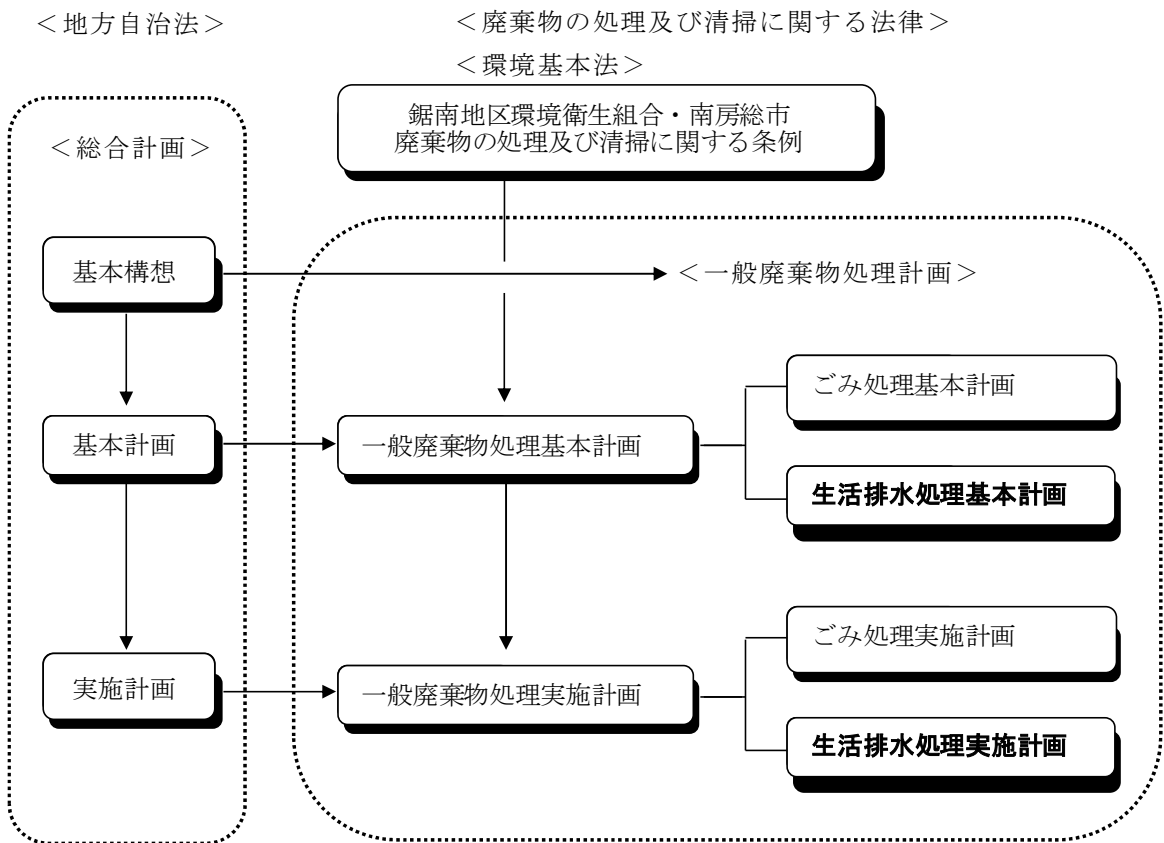 ＜地方自治法＞
＜廃棄物の処理及び清掃に関する法律＞
＜環境基本法＞
鋸南地区環境衛生組合・南房総市
廃棄物の処理及び清掃に関する条例
＜総合計画＞
基本構想
＜一般廃棄物処理計画＞
ごみ処理基本計画
基本計画
一般廃棄物処理基本計画
生活排水処理基本計画
ごみ処理実施計画
実施計画
一般廃棄物処理実施計画
生活排水処理実施計画